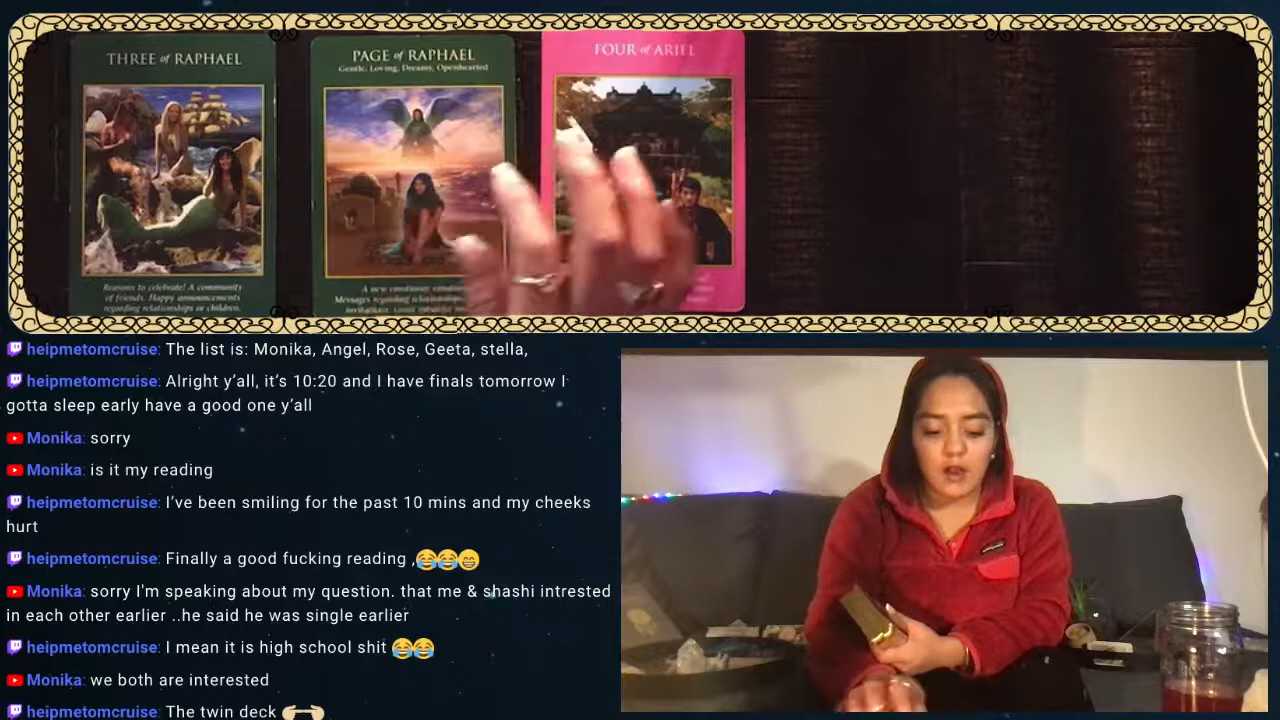 THREE of RAPHAEL
Reasons to celebrate! A community
of friends. Happy announcements
regarding relationships or children.
PAGE of RAPHAEL
Gentle, Loving, Dreams, Openhearted
A new emotional
Messages regarding
FOUR of ARIEL
heipmetomcruise: The list is: Monika, Angel, Rose, Geeta, stella,
heipmetomcruise: Alright y'all, it's 10:20 and I have finals tomorrow I
gotta sleep early have a good one y'all
Monika: sorry
Monika: is it my reading
heipmetomcruise: I've been smiling for the past 10 mins and my cheeks
hurt
heipmetomcruise: Finally a good fucking reading ,😂😂😁
Monika: sorry I'm speaking about my question. that me & shashi intrested
in each other earlier ..he said he was single earlier
heipmetomcruise: I mean it is high school shit 😂😂
Monika: we both are interested
heipmetomcruise: The twin deck